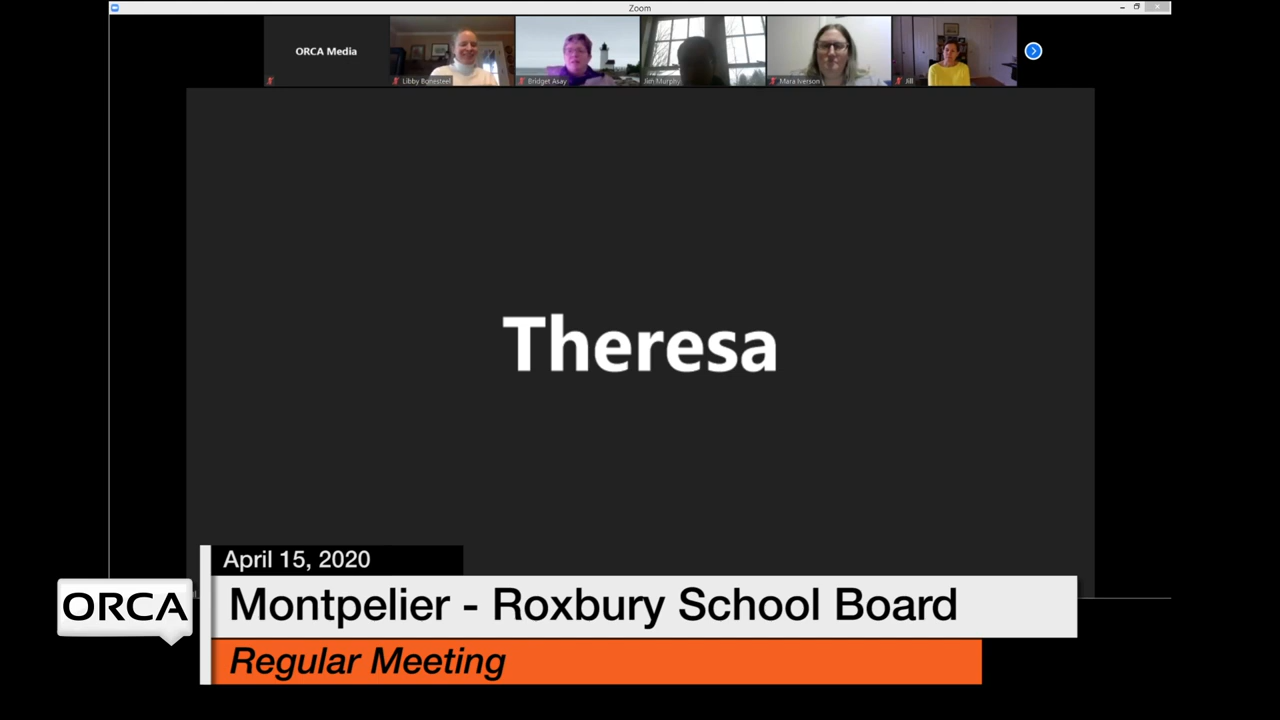 Zoom
ORCA Media
Libby Bonesteel
Bridget Asay
Jim Murphy
Mara Iverson
Jill
Theresa
April 15, 2020
ORCA
Montpelier - Roxbury School Board
Regular Meeting